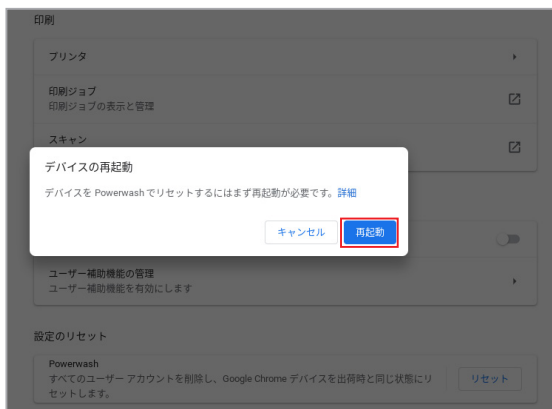 印刷
プリンタ
印刷ジョブ
印刷ジョブの表示と管理
スキャン
デバイスの再起動
デバイスを Powerwash でリセットするにはまず再起動が必要です。詳細
キャンセル
再起動
ユーザー補助機能の管理
ユーザー補助機能を有効にします
設定のリセット
Powerwash
すべてのユーザー アカウントを削除し、Google Chrome デバイスを出荷時と同じ状態にリ
セットします。
リセット